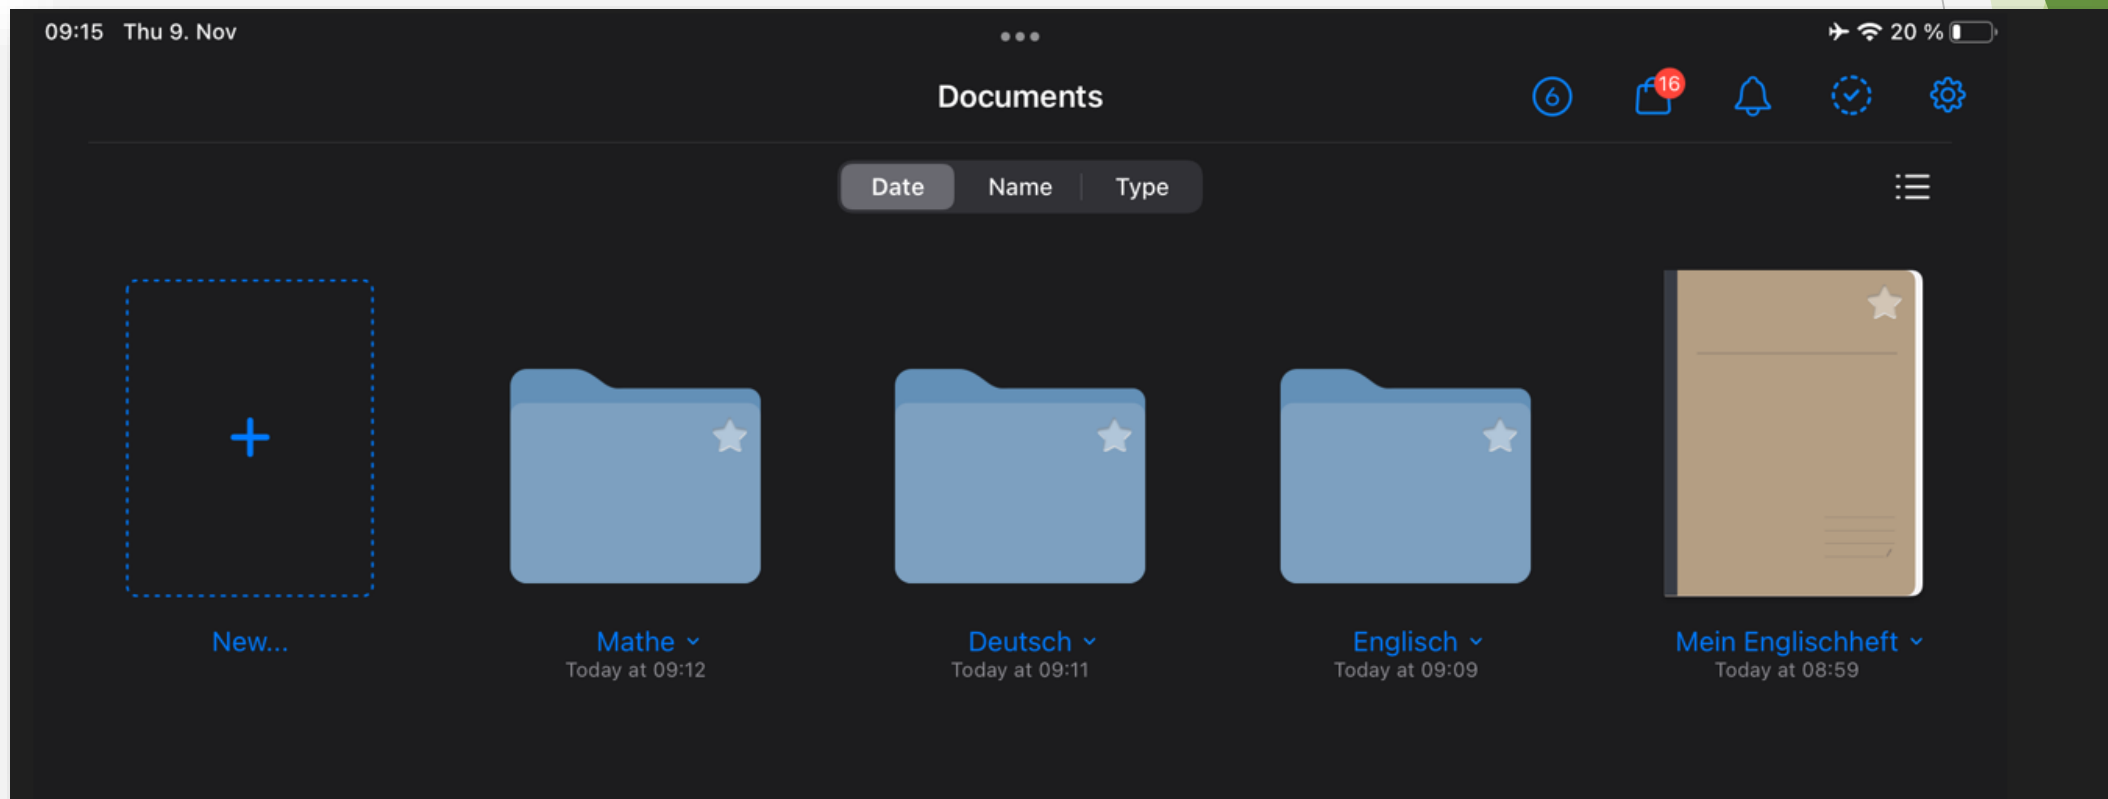 09:15 Thu 9. Nov
20 %
Documents
6
16
Date Name Type
New...
Mathe
Today at 09:12
Deutsch
Today at 09:11
Englisch
Today at 09:09
Mein Englischheft
Today at 08:59